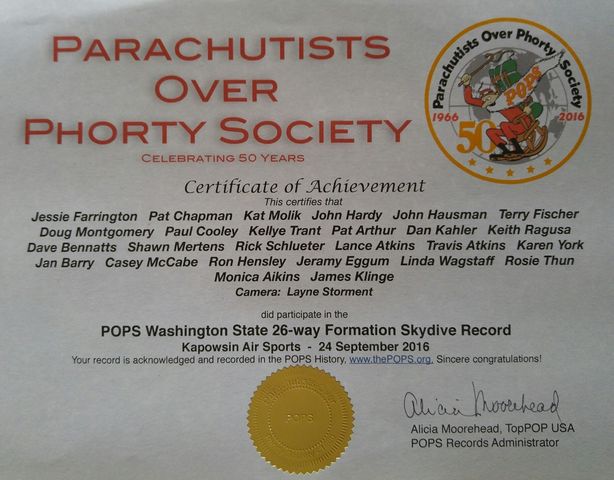 PARACHUTISTS
OVER
PHORTY SOCIETY
CELEBRATING 50 YEARS
Parachutists Over Phorty Society
POPS
1966
2016
50
Certificate of Achievement
This certifies that
Jessie Farrington Pat Chapman Kat Molik John Hardy John Hausman Terry Fischer
Doug Montgomery Paul Cooley Kellye Trant Pat Arthur Dan Kahler Keith Ragusa
Dave Bennatts Shawn Mertens Rick Schlueter Lance Atkins Travis Atkins Karen York
Jan Barry Casey McCabe Ron Hensley Jeramy Eggum Linda Wagstaff Rosie Thun
Monica Aikins James Klinge
Camera: Layne Storment
did participate in the
POPS Washington State 26-way Formation Skydive Record
Kapowsin Air Sports - 24 September 2016
Your record is acknowledged and recorded in the POPS History, www.thePOPS.org. Sincere congratulations!
POPS
Alicia Moorehead
Alicia Moorehead, TopPOP USA
POPS Records Administrator